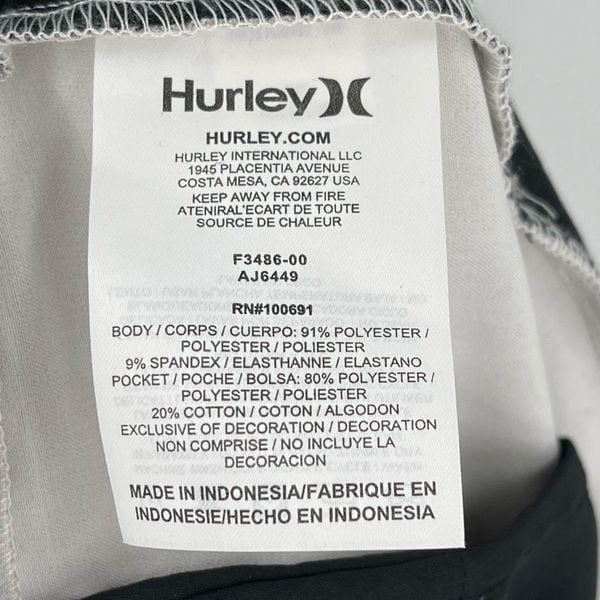 Hurley
HURLEY.COM
HURLEY INTERNATIONAL LLC
1945 PLACENTIA AVENUE
COSTA MESA, CA 92627 USA
KEEP AWAY FROM FIRE
ATENIRAL'ECART DE TOUTE
SOURCE DE CHALEUR
F3486-00
AJ6449
RN#100691
BODY / CORPS / CUERPO: 91% POLYESTER /
POLYESTER / POLIESTER
9% SPANDEX / ELASTHANNE / ELASTANO
POCKET / POCHE / BOLSA: 80% POLYESTER /
POLYESTER / POLIESTER
20% COTTON / COTON / ALGODON
EXCLUSIVE OF DECORATION / DECORATION
NON COMPRISE / NO INCLUYE LA
DECORACION
MADE IN INDONESIA/FABRIQUE EN
INDONESIE/HECHO EN INDONESIA